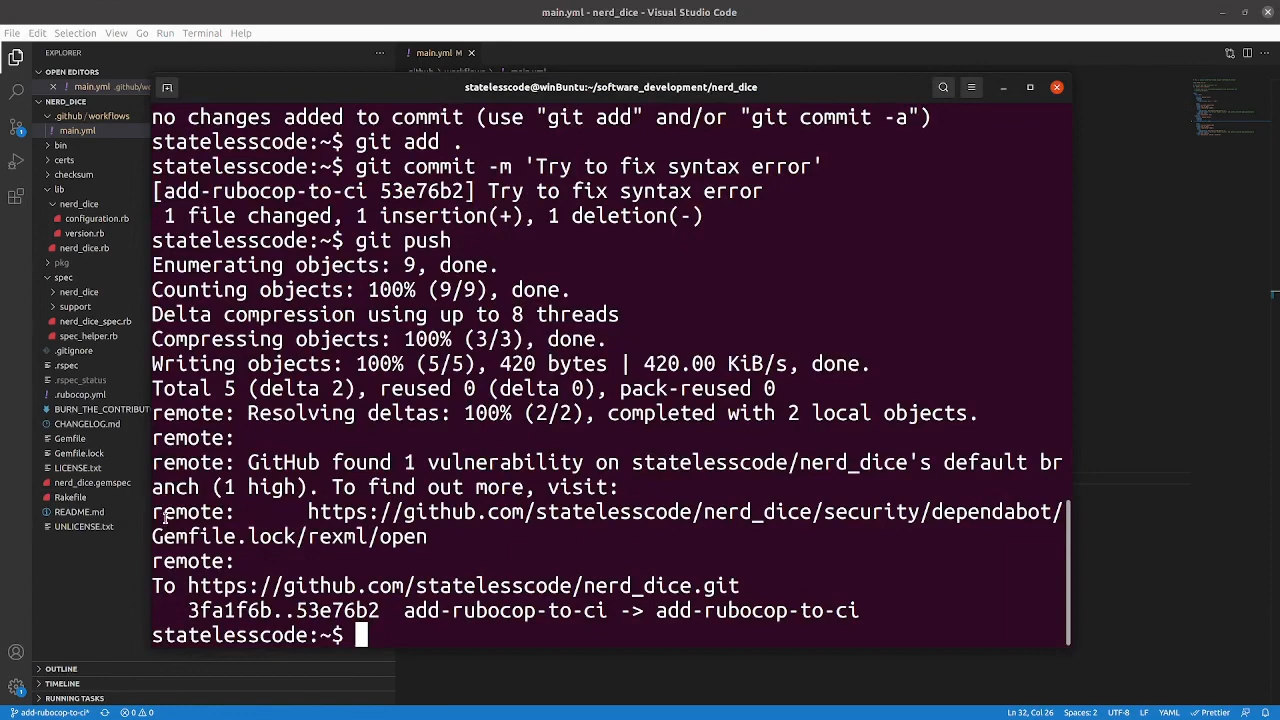 main.yml - nerd_dice - Visual Studio Code
File Edit Selection View Go Run Terminal Help
EXPLORER
main.yml M
OPEN EDITORS
main.yml .github/wo
NERD_DICE
.github / workflows
main.yml
bin
certs
checksum
lib
nerd_dice
configuration.rb
version.rb
nerd_dice.rb
pkg
spec
nerd_dice
support
nerd_dice_spec.rb
spec_helper.rb
.gitignore
.rspec
.rspec_status
.rubocop.yml
BURN_THE_CONTRIBUT
CHANGELOG.md
Gemfile
Gemfile.lock
LICENSE.txt
nerd_dice.gemspec
Rakefile
README.md
UNLICENSE.txt
OUTLINE
TIMELINE
RUNNING TASKS
statelesscode@winBuntu:~/software_development/nerd_dice
no changes added to commit (use "git add" and/or "git commit -a")
statelesscode:~$ git add .
statelesscode:~$ git commit -m 'Try to fix syntax error'
[add-rubocop-to-ci 53e76b2] Try to fix syntax error
1 file changed, 1 insertion(+), 1 deletion(-)
statelesscode:~$ git push
Enumerating objects: 9, done.
Counting objects: 100% (9/9), done.
Delta compression using up to 8 threads
Compressing objects: 100% (3/3), done.
Writing objects: 100% (5/5), 420 bytes | 420.00 KiB/s, done.
Total 5 (delta 2), reused 0 (delta 0), pack-reused 0
remote: Resolving deltas: 100% (2/2), completed with 2 local objects.
remote:
remote: GitHub found 1 vulnerability on statelesscode/nerd_dice's default br
anch (1 high). To find out more, visit:
remote:      https://github.com/statelesscode/nerd_dice/security/dependabot/
Gemfile.lock/rexml/open
remote:
To https://github.com/statelesscode/nerd_dice.git
3fa1f6b..53e76b2  add-rubocop-to-ci -> add-rubocop-to-ci
statelesscode:~$
add-rubocop-to-ci* 0 0 Ln 32, Col 26 Spaces: 2 UTF-8 LF YAML Prettier